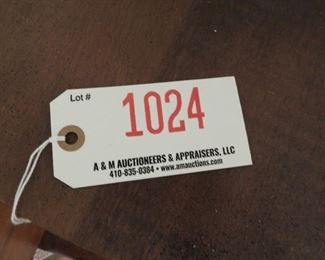 Lot #
1024
A & M AUCTIONEERS & APPRAISERS, LLC
410-835-0384 • www.amauctions.com